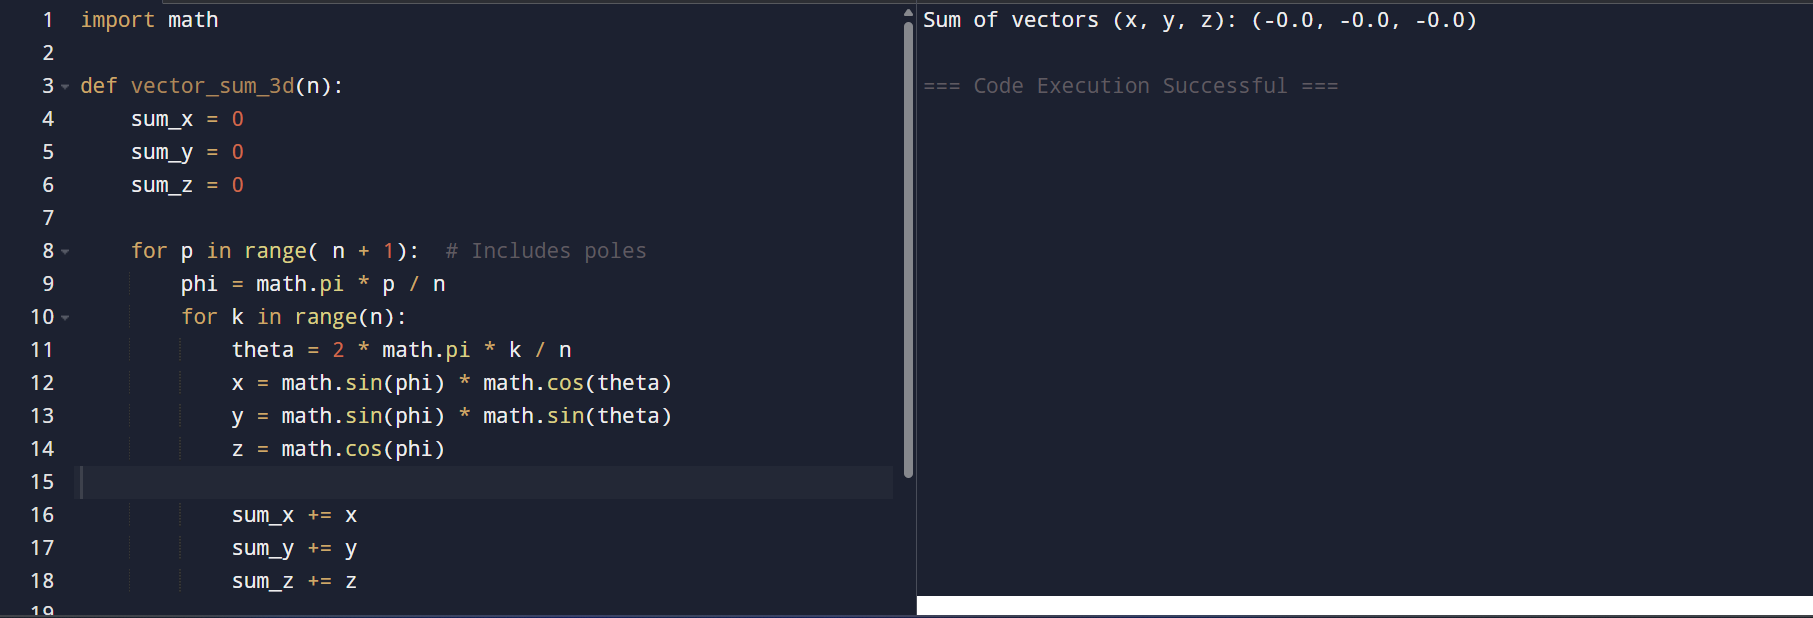 1 import math
2
3 def vector_sum_3d(n):
4     sum_x = 0
5     sum_y = 0
6     sum_z = 0
7
8     for p in range( n + 1):  # Includes poles
9         phi = math.pi * p / n
10         for k in range(n):
11             theta = 2 * math.pi * k / n
12             x = math.sin(phi) * math.cos(theta)
13             y = math.sin(phi) * math.sin(theta)
14             z = math.cos(phi)
15
16             sum_x += x
17             sum_y += y
18             sum_z += z
19
Sum of vectors (x, y, z): (-0.0, -0.0, -0.0)
=== Code Execution Successful ===